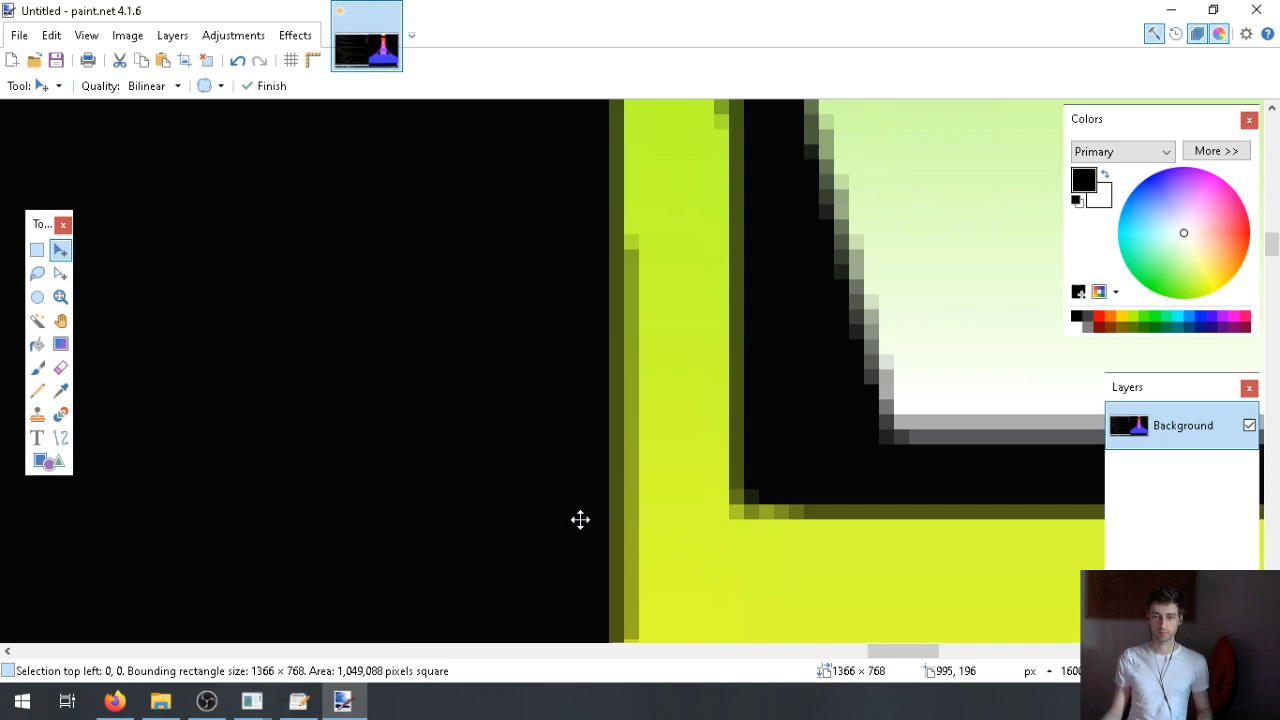 Untitled - paint.net 4.1.6
File Edit View Image Layers Adjustments Effects
Tool: Quality: Bilinear Finish
Colors
Primary More >>
To...
Layers
Background
Selection top left: 0, 0. Bounding rectangle size: 1366 × 768. Area: 1,049,088 pixels square 1366 × 768 995, 196 px 1600